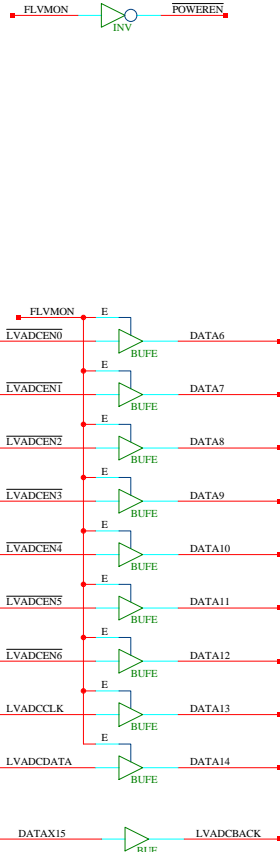 FLVMON POWEREN
INV
FLVMON E
LVADCEN0 DATA6
BUFE
E
LVADCEN1 DATA7
BUFE
E
LVADCEN2 DATA8
BUFE
E
LVADCEN3 DATA9
BUFE
E
LVADCEN4 DATA10
BUFE
E
LVADCEN5 DATA11
BUFE
E
LVADCEN6 DATA12
BUFE
E
LVADCCLK DATA13
BUFE
E
LVADCDATA DATA14
BUFE
DATAX15 LVADCBACK
BUF